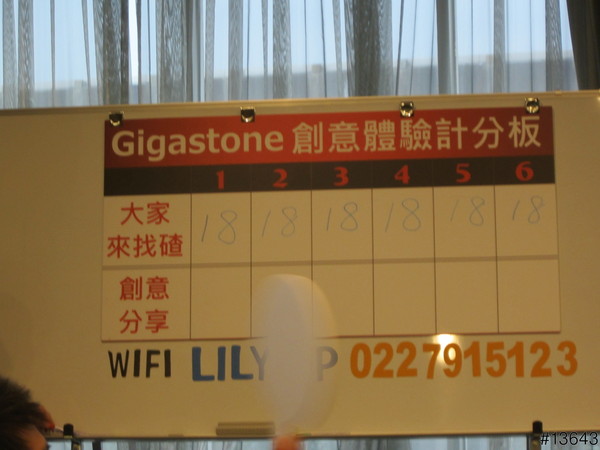 Gigastone 創意體驗計分板
1 2 3 4 5 6
大家
來找碴 18 18 18 18 18 18
創意
分享
WIFI LILY P 0227915123
#13643